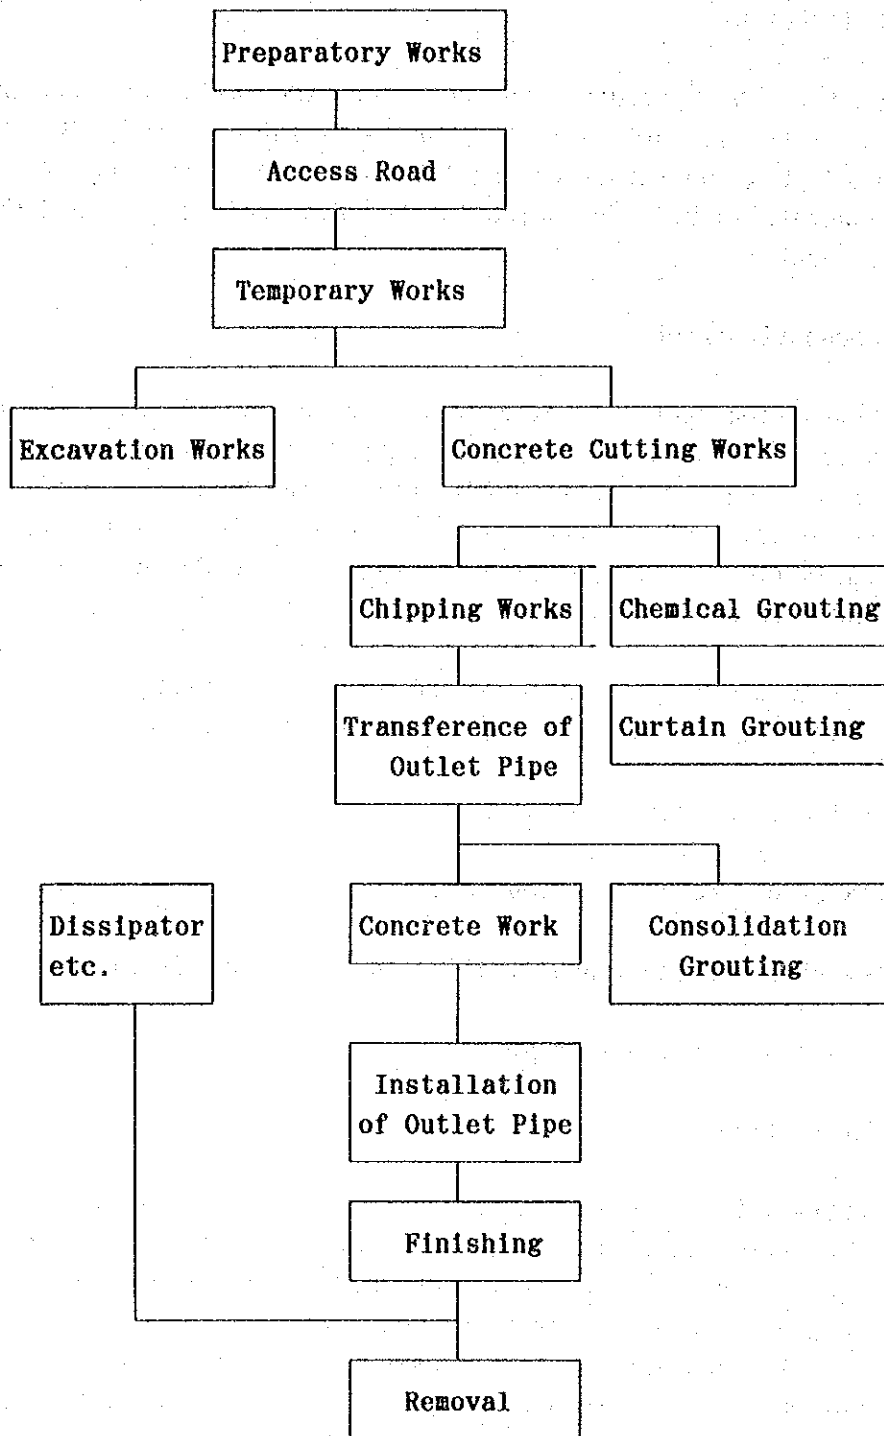 Preparatory Works
Access Road
Temporary Works
Excavation Works
Concrete Cutting Works
Chipping Works
Chemical Grouting
Transference of
Outlet Pipe
Curtain Grouting
Dissipator
etc.
Concrete Work
Consolidation
Grouting
Installation
of Outlet Pipe
Finishing
Removal